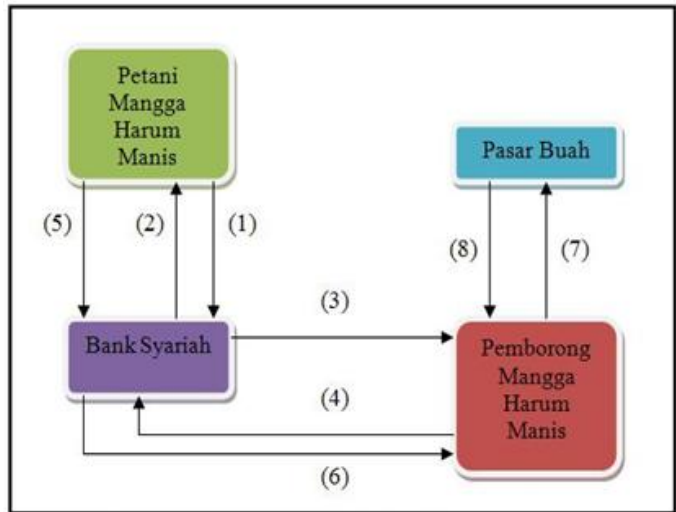 Petani
Mangga
Harum
Manis
Pasar Buah
(5)
(2)
(1)
(8)
(7)
(3)
Bank Syariah
Pemborong
Mangga
Harum
Manis
(4)
(6)